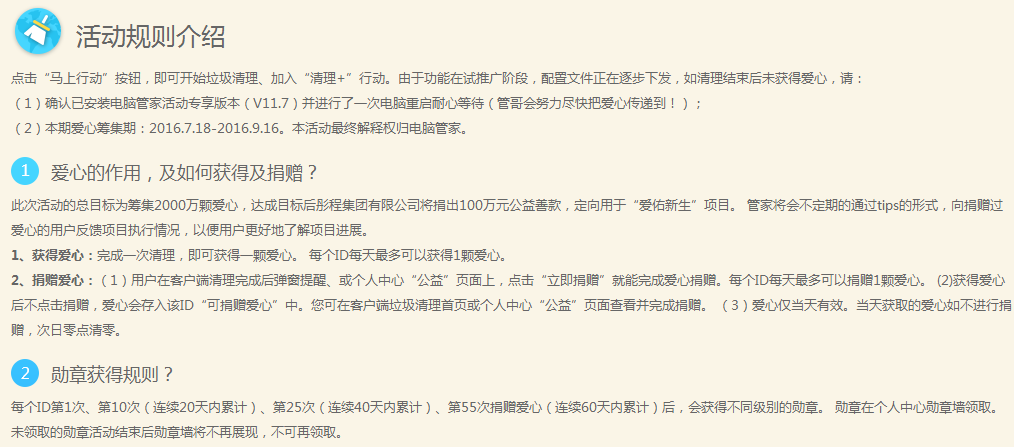 活动规则介绍
点击“马上行动”按钮，即可开始垃圾清理、加入“清理+”行动。由于功能在试推广阶段，配置文件正在逐步下发，如清理结束后未获得爱心，请：
（1）确认已安装电脑管家活动专享版本（V11.7）并进行了一次电脑重启耐心等待（管哥会努力尽快把爱心传递到！）；
（2）本期爱心筹集期：2016.7.18-2016.9.16。本活动最终解释权归电脑管家。
1 爱心的作用，及如何获得及捐赠？
此次活动的总目标为筹集2000万颗爱心，达成目标后彤程集团有限公司将捐出100万元公益善款，定向用于“爱佑新生”项目。 管家将会不定期的通过tips的形式，向捐赠过
爱心的用户反馈项目执行情况，以便用户更好地了解项目进展。
1、获得爱心：完成一次清理，即可获得一颗爱心。 每个ID每天最多可以获得1颗爱心。
2、捐赠爱心：（1）用户在客户端清理完成后弹窗提醒、或个人中心“公益”页面上，点击“立即捐赠”就能完成爱心捐赠。每个ID每天最多可以捐赠1颗爱心。 (2)获得爱心
后不点击捐赠，爱心会存入该ID“可捐赠爱心”中。您可在客户端垃圾清理首页或个人中心“公益”页面查看并完成捐赠。 （3）爱心仅当天有效。当天获取的爱心如不进行捐
赠，次日零点清零。
2 勋章获得规则？
每个ID第1次、第10次（连续20天内累计）、第25次（连续40天内累计）、第55次捐赠爱心（连续60天内累计）后，会获得不同级别的勋章。 勋章在个人中心勋章墙领取。
未领取的勋章活动结束后勋章墙将不再展现，不可再领取。